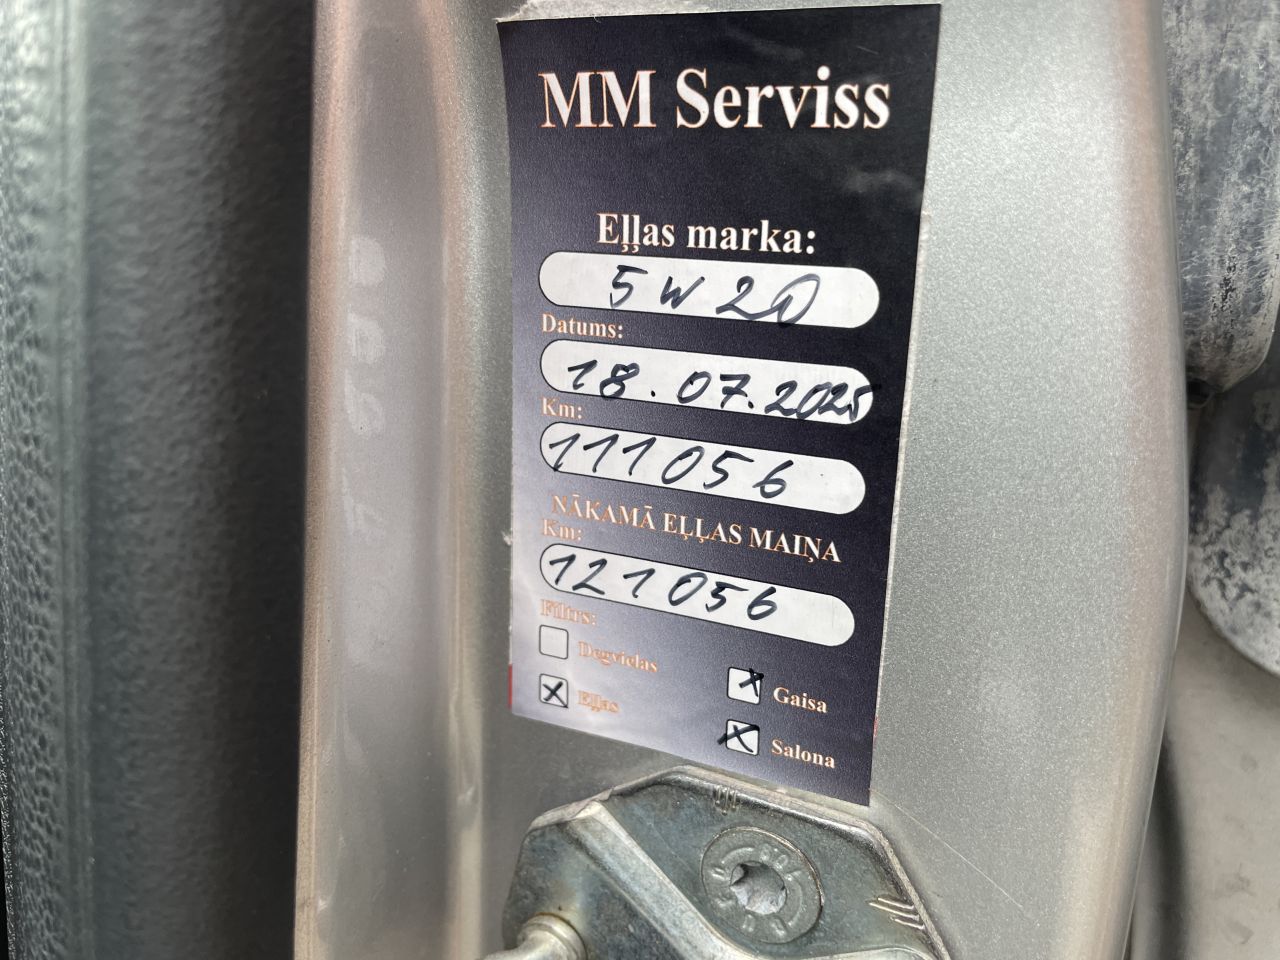 MM Serviss
Eļļas marka:
5W20
Datums:
18.07.2025
Km:
111056
NĀKAMĀ EĻĻAS MAIŅA
Km:
121056
Filtrs:
Degvielas
Gaisa
Eļļas
Salona